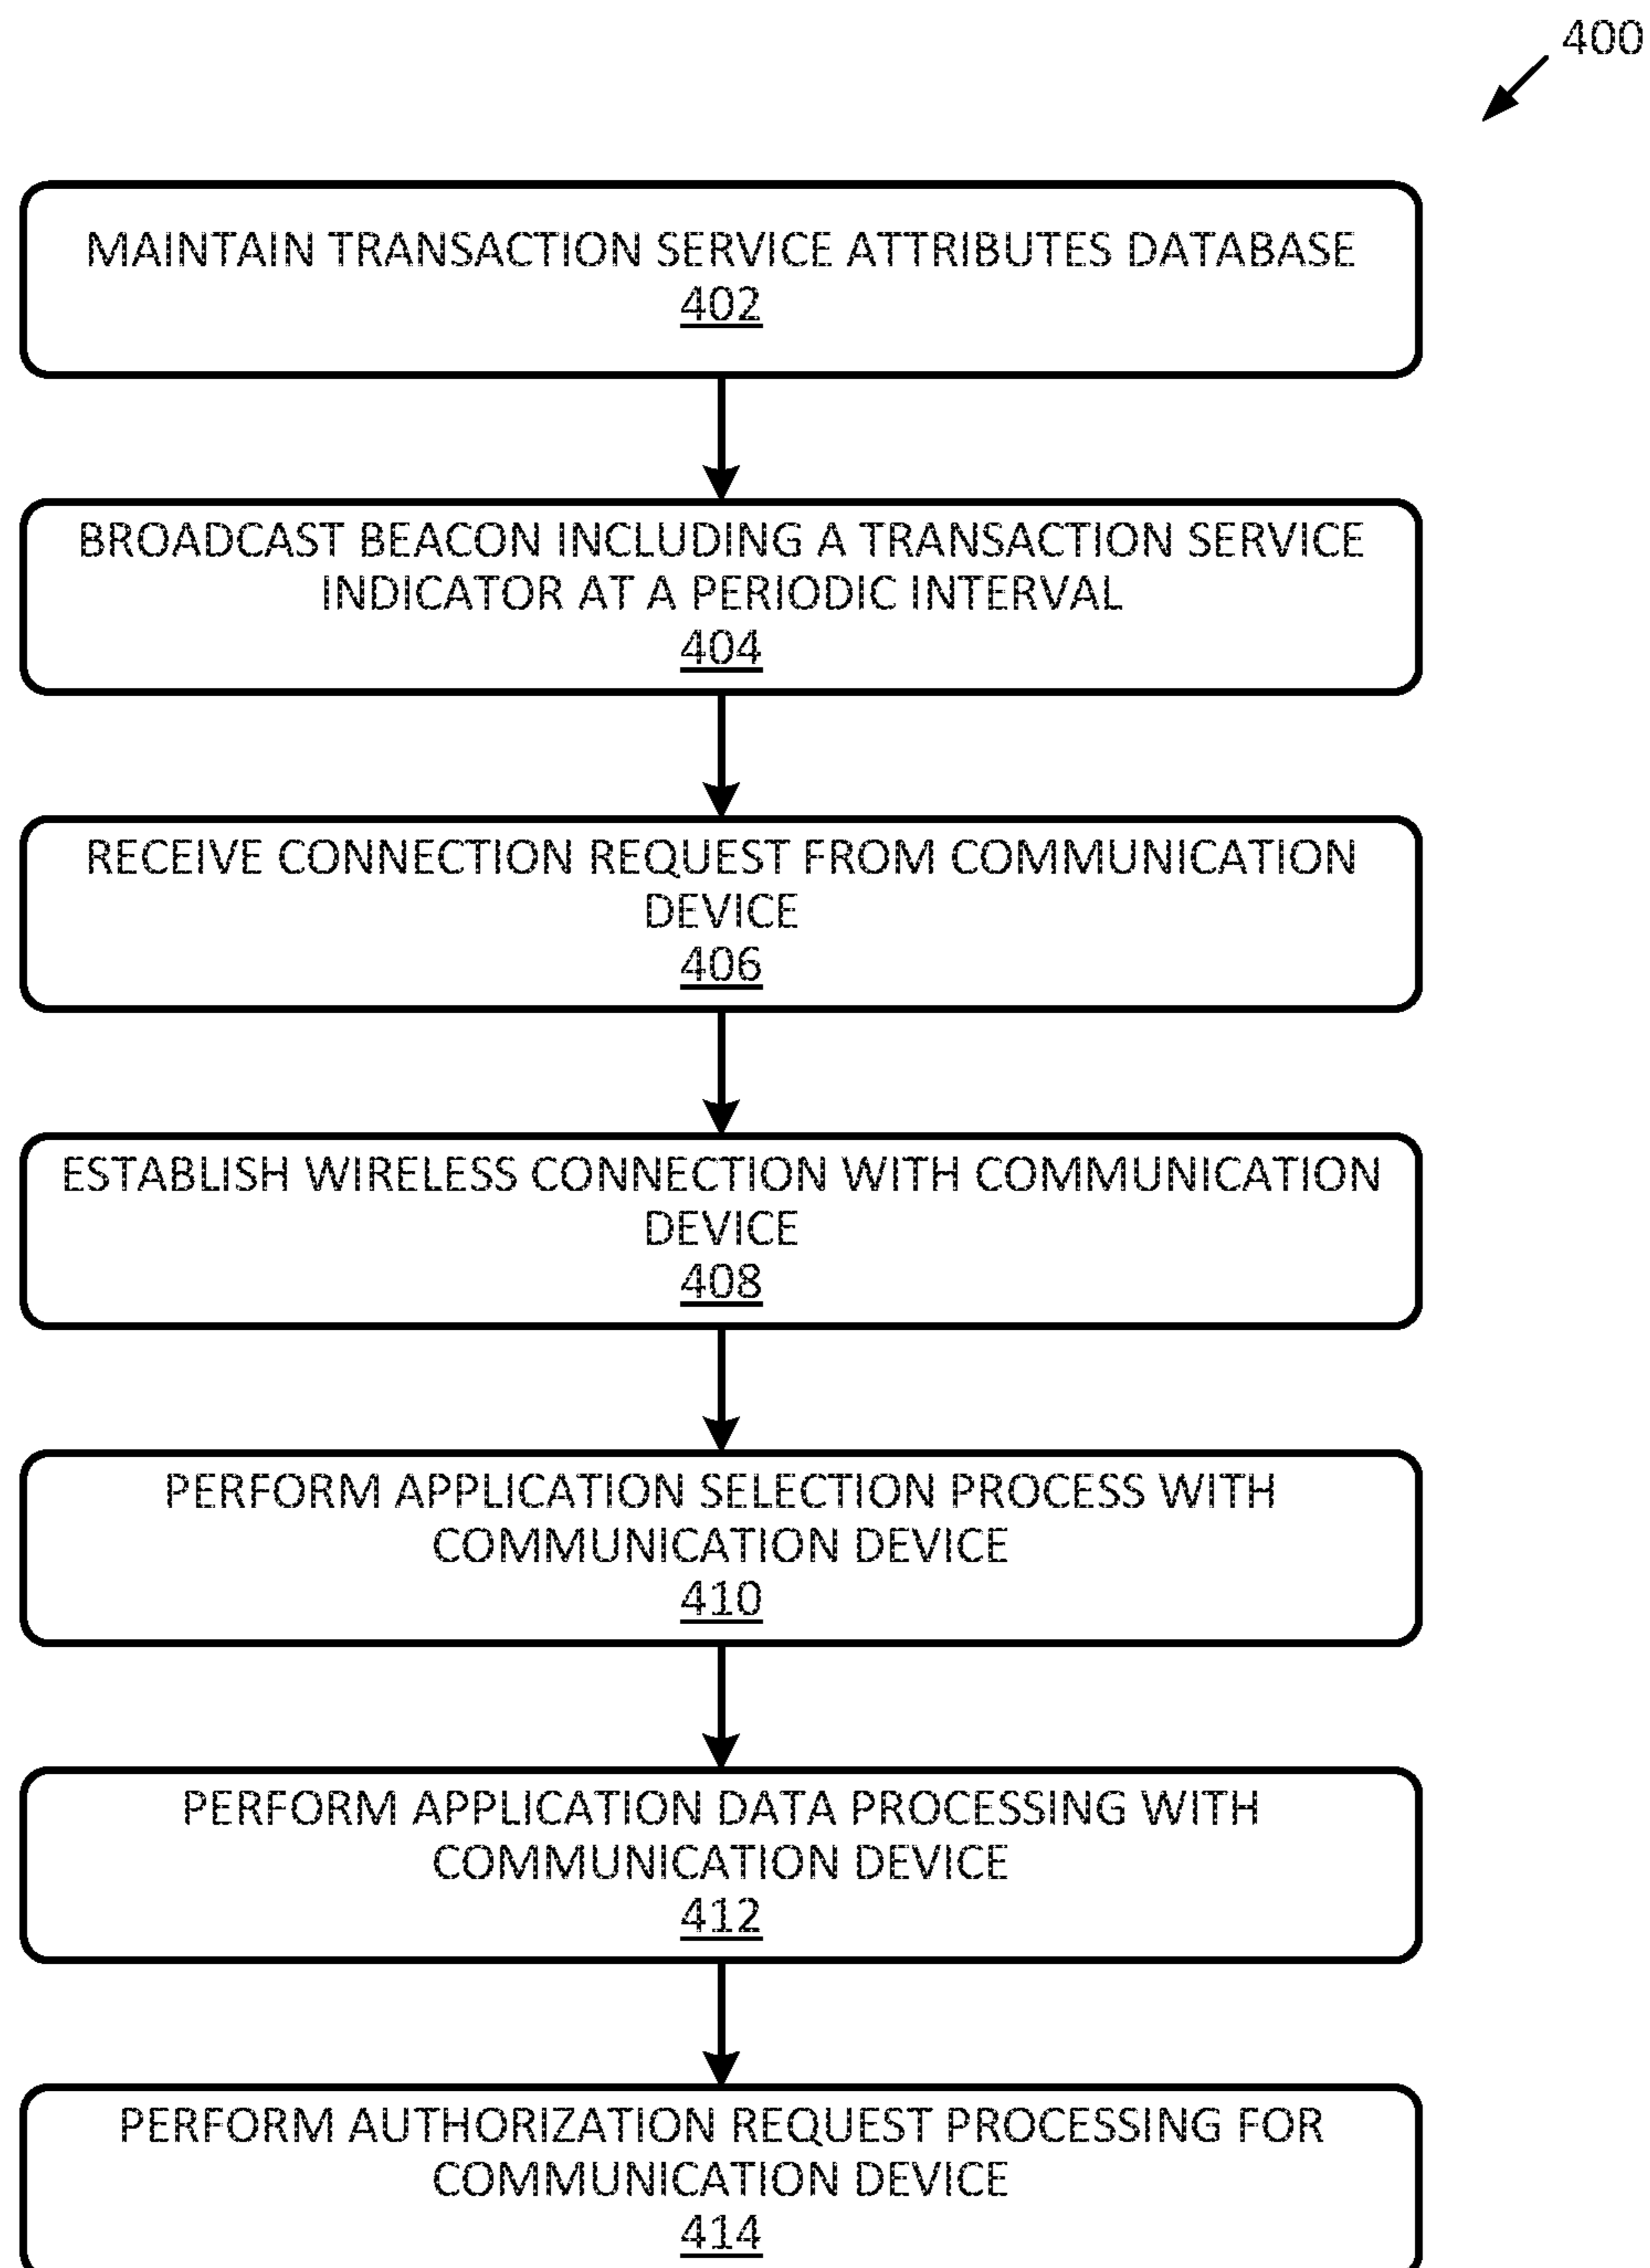 400
MAINTAIN TRANSACTION SERVICE ATTRIBUTES DATABASE
402
BROADCAST BEACON INCLUDING A TRANSACTION SERVICE
INDICATOR AT A PERIODIC INTERVAL
404
RECEIVE CONNECTION REQUEST FROM COMMUNICATION
DEVICE
406
ESTABLISH WIRELESS CONNECTION WITH COMMUNICATION
DEVICE
408
PERFORM APPLICATION SELECTION PROCESS WITH
COMMUNICATION DEVICE
410
PERFORM APPLICATION DATA PROCESSING WITH
COMMUNICATION DEVICE
412
PERFORM AUTHORIZATION REQUEST PROCESSING FOR
COMMUNICATION DEVICE
414